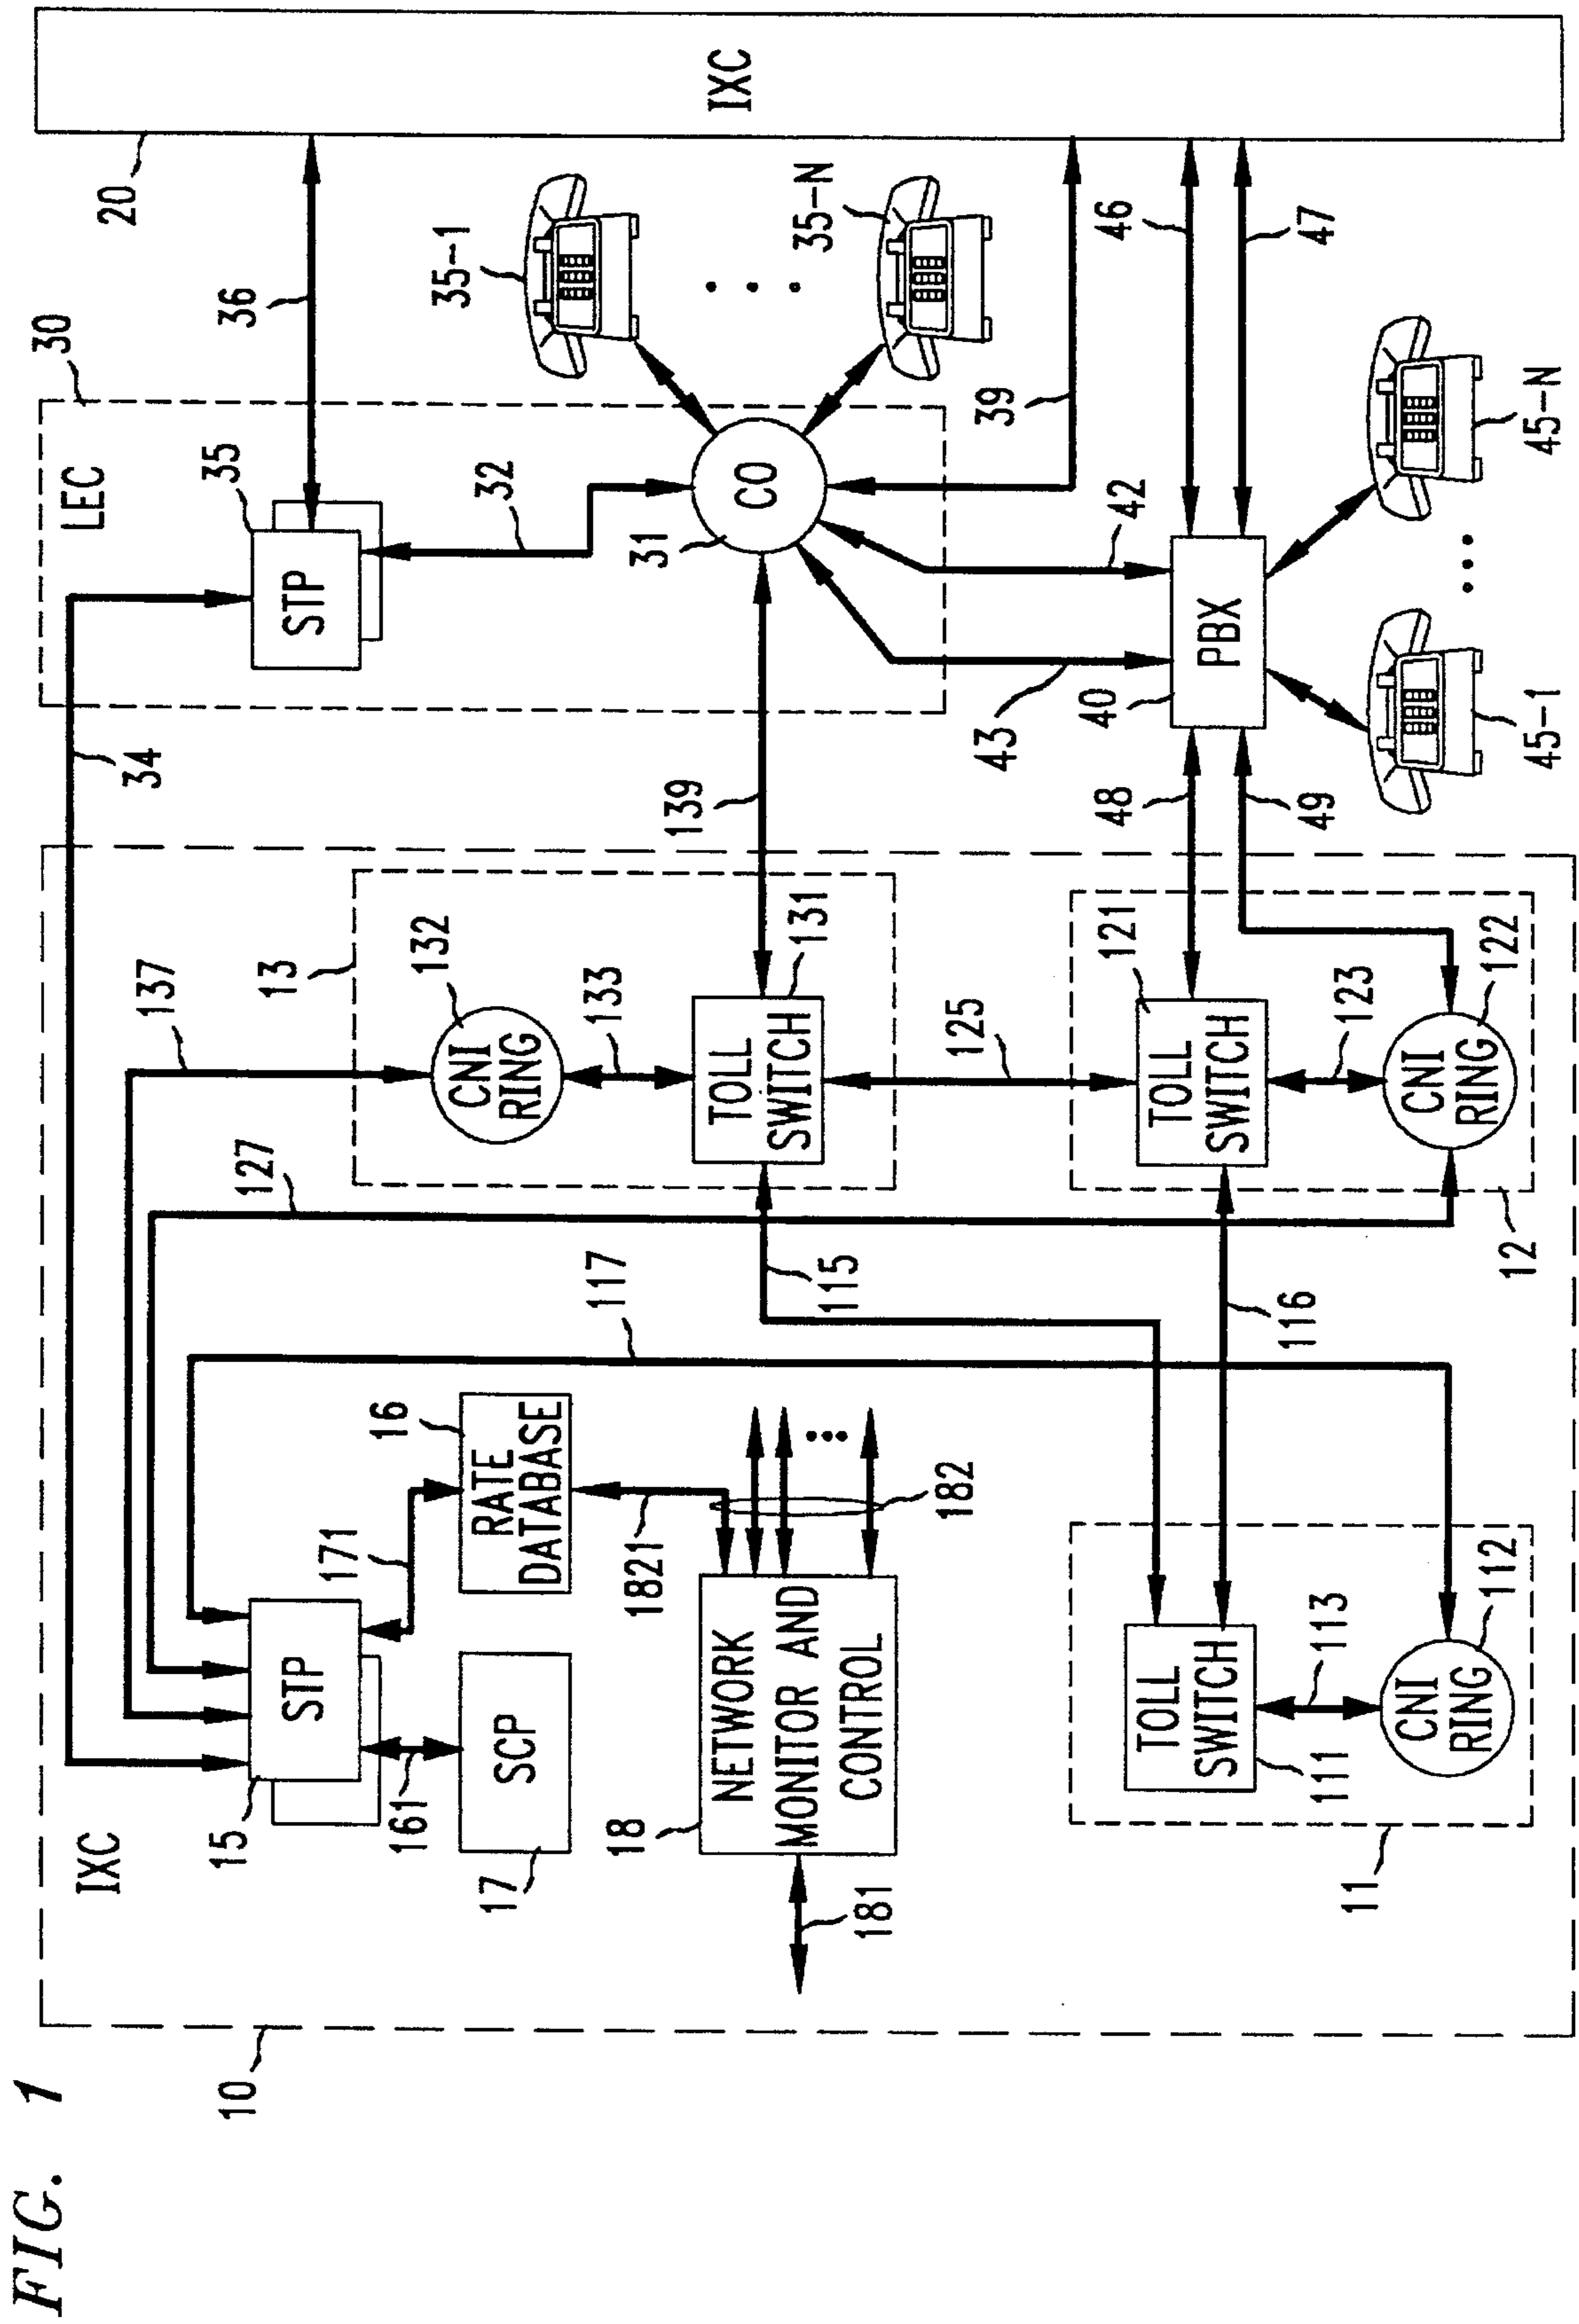 FIG. 1
10
IXC
34
137
127
117
15
STP
161
171
16
RATE
DATABASE
17
SCP
1821
18
NETWORK
MONITOR AND
CONTROL
181
182
11
TOLL
SWITCH
111
113
CNI
RING
112
115
116
13
132
CNI
RING
133
TOLL
SWITCH
131
139
125
12
121
TOLL
SWITCH
123
CNI
RING
122
48
49
30
LEC
35
STP
32
36
31
CO
43
42
39
40
PBX
45-1
45-N
35-1
35-N
46
47
20
IXC